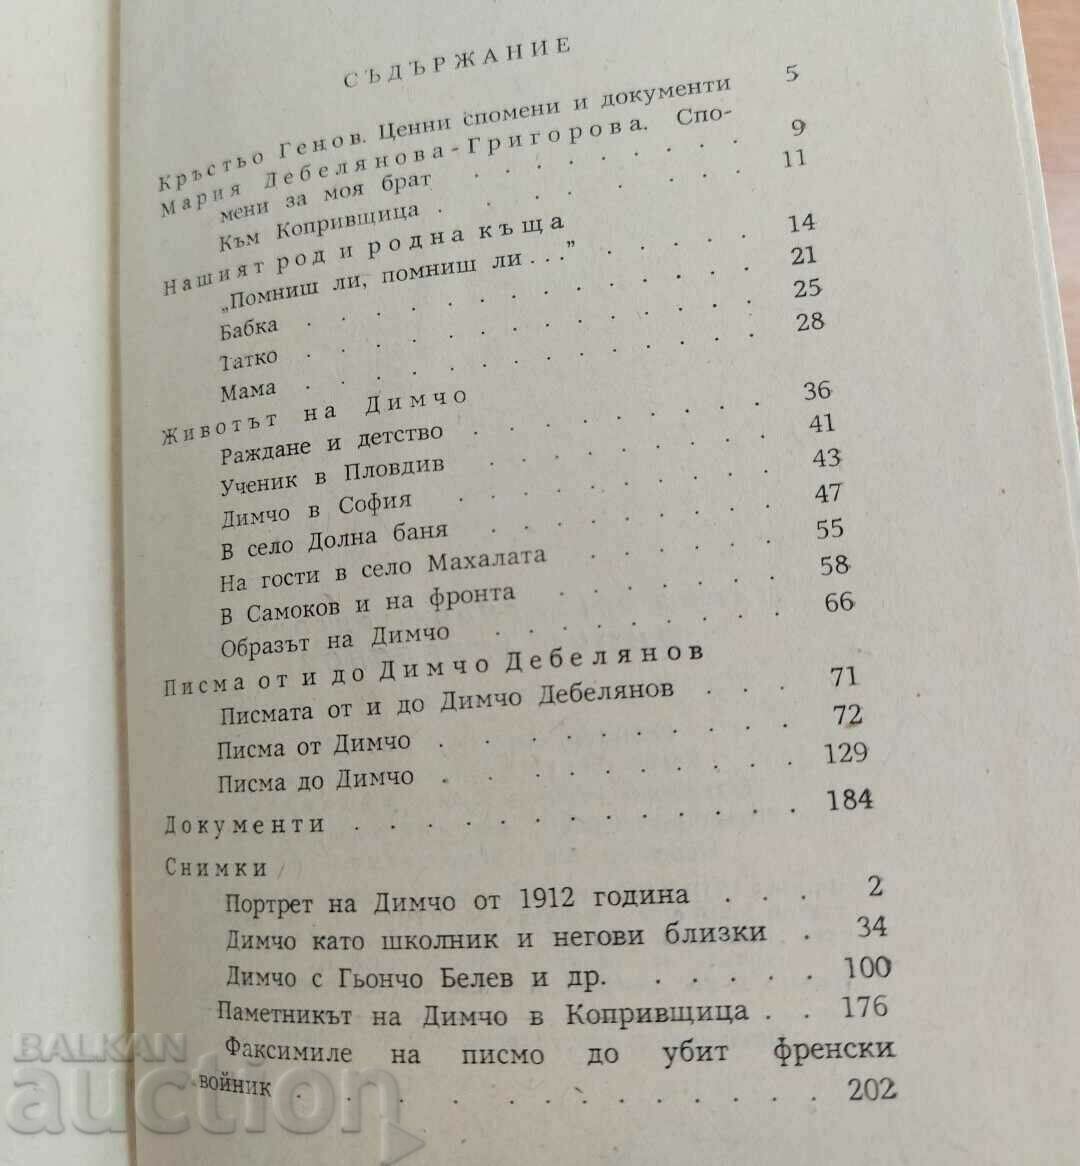 СЪДЪРЖАНИЕ
Кръстьо Генов. Ценни спомени и документи 5
Мария Дебелянова-Григорова. Спо-
мени за моя брат . . . . . . . . 9
Към Копривщица . . . . . . . 11
Нашият род и родна къща
„Помниш ли, помниш ли . . .” . . . . . 14
Бабка . . . . . . . . . . . 21
Татко . . . . . . . . . . . 25
Мама . . . . . . . . . . . 28
Животът на Димчо
Раждане и детство . . . . . . . . 36
Ученик в Пловдив . . . . . . . . 41
Димчо в София . . . . . . . . . 43
В село Долна баня . . . . . . . . 47
На гости в село Махалата . . . . . . 55
В Самоков и на фронта . . . . . . 58
Образът на Димчо . . . . . . . . 66
Писма от и до Димчо Дебелянов
Писмата от и до Димчо Дебелянов . . . 71
Писма от Димчо . . . . . . . . . 72
Писма до Димчо . . . . . . . . . 129
Документи . . . . . . . . . . . . 184
Снимки
Портрет на Димчо от 1912 година . . . 2
Димчо като школник и негови близки . 34
Димчо с Гьончо Белев и др. . . . . . 100
Паметникът на Димчо в Копривщица . . 176
Факсимиле на писмо до убит френски
войник . . . . . . . . . . . . 202
BALKAN
auction